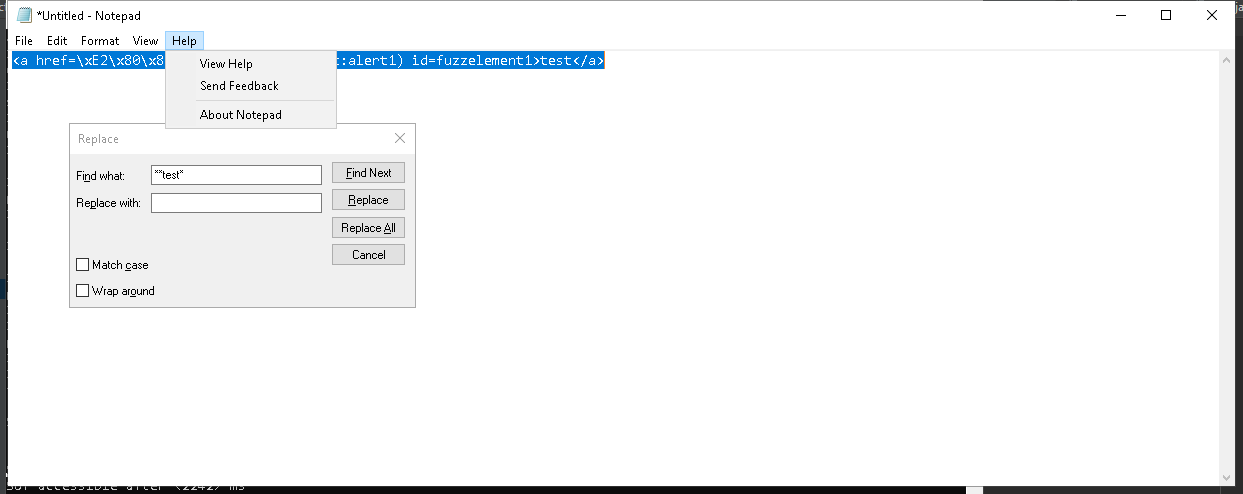 *Untitled - Notepad
File Edit Format View Help
<a href=\xE2\x80\x8 :alert1) id=fuzzelement1>test</a>
View Help
Send Feedback
About Notepad
Replace
Find what: **test* Find Next
Replace with: Replace
Replace All
Cancel
Match case
Wrap around
accessible after <2242> ms